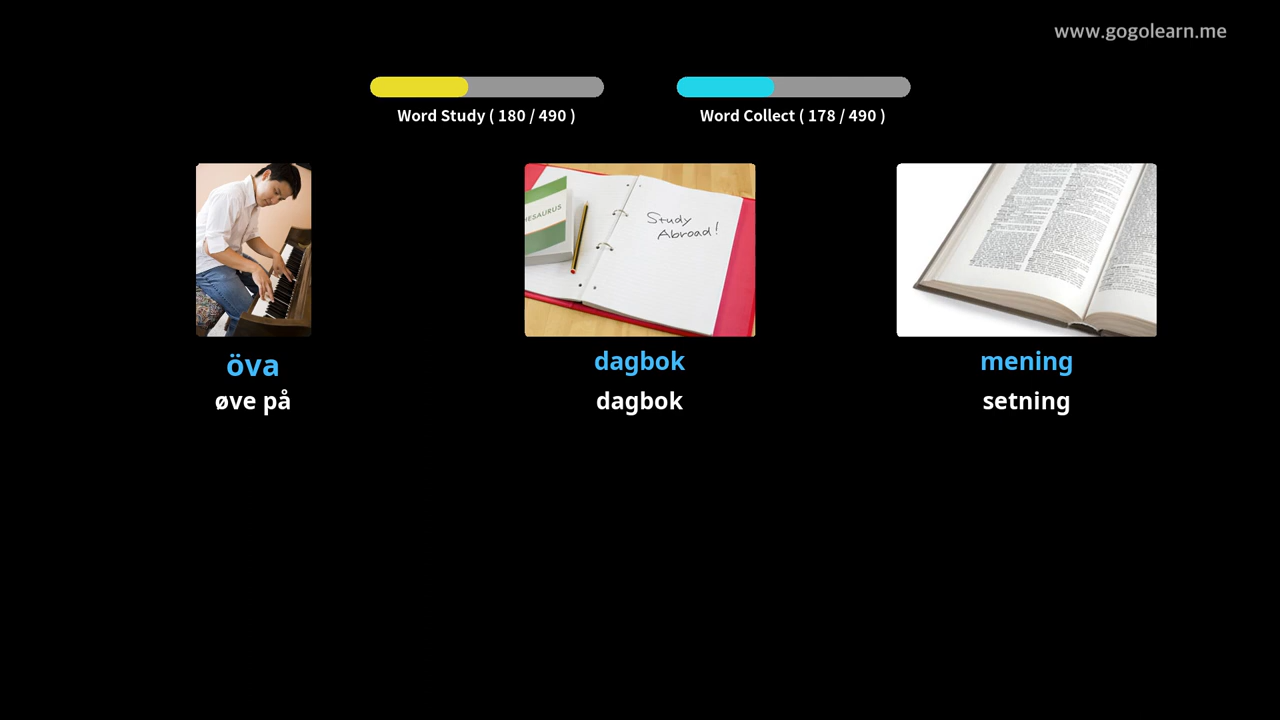 www.gogolearn.me
Word Study ( 180 / 490 )
Word Collect ( 178 / 490 )
HESAURUS
Study
Abroad!
öva
dagbok
mening
øve på
dagbok
setning